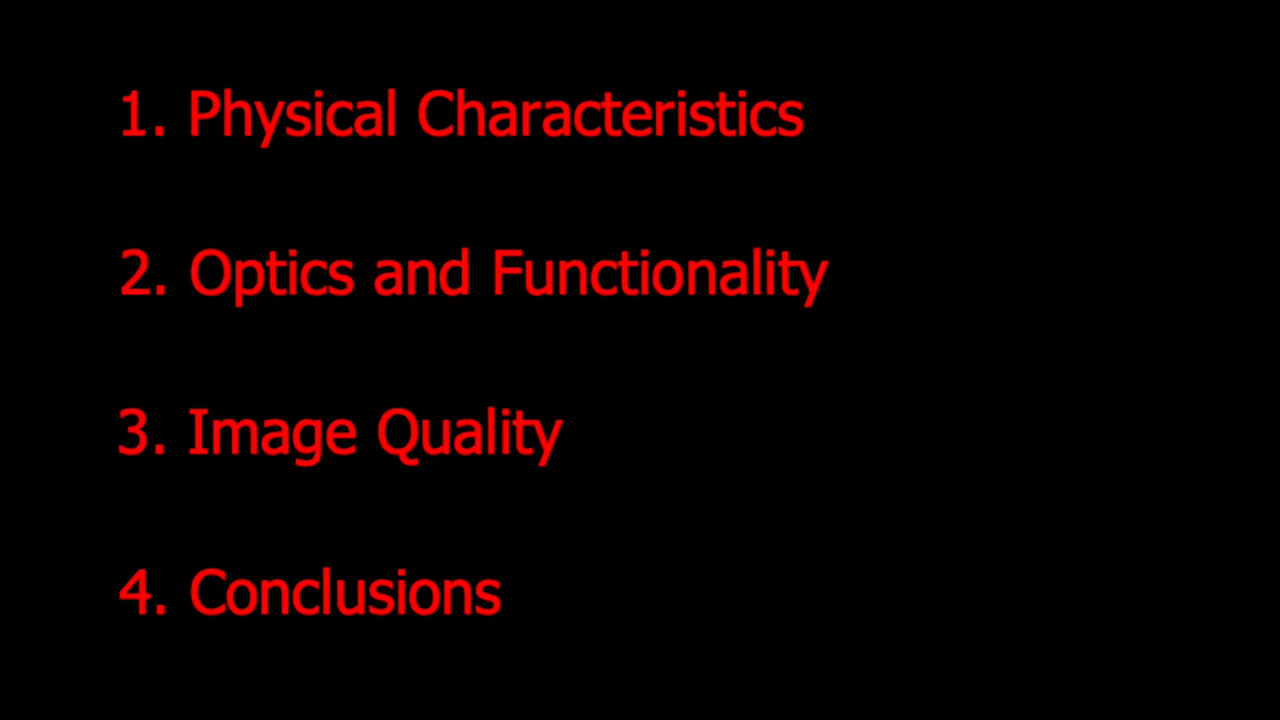 1. Physical Characteristics
2. Optics and Functionality
3. Image Quality
4. Conclusions